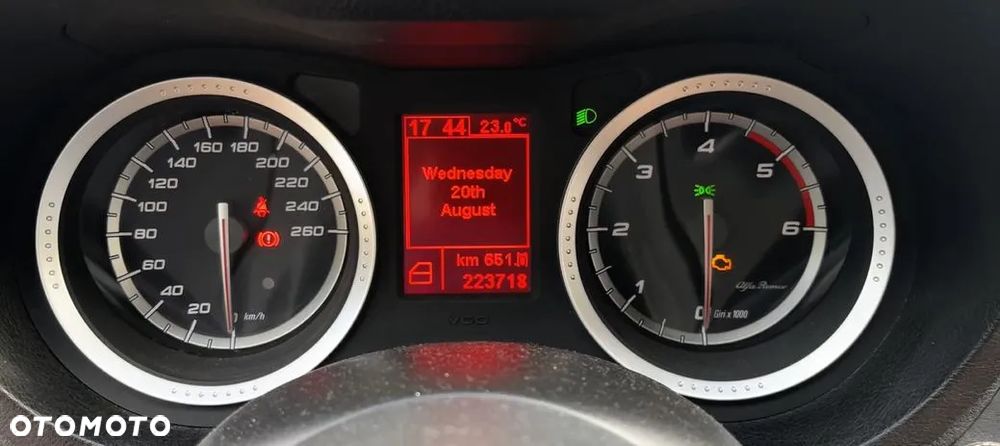 17 44 23.0 °C
Wednesday
20th
August
km 651.
223718
0 20 40 60 80 100 120 140 160 180 200 220 240 260
km/h
0 1 2 3 4 5 6
Giri x 1000
Alfa Romeo
OTOMOTO